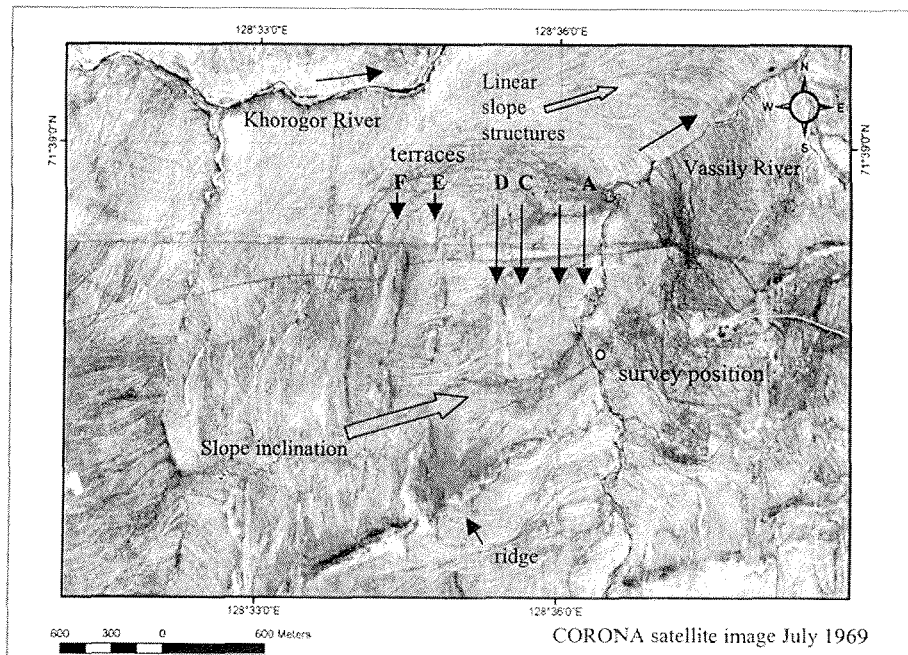 128°33'0"E 128°36'0"E
Linear
slope
structures
N
W E
S
Khorogor River
71°39'0"N
71°39'0"N
terraces
Vassily River
F E D C A
survey position
Slope inclination
ridge
128°33'0"E 128°36'0"E
600 300 0 600 Meters
CORONA satellite image July 1969